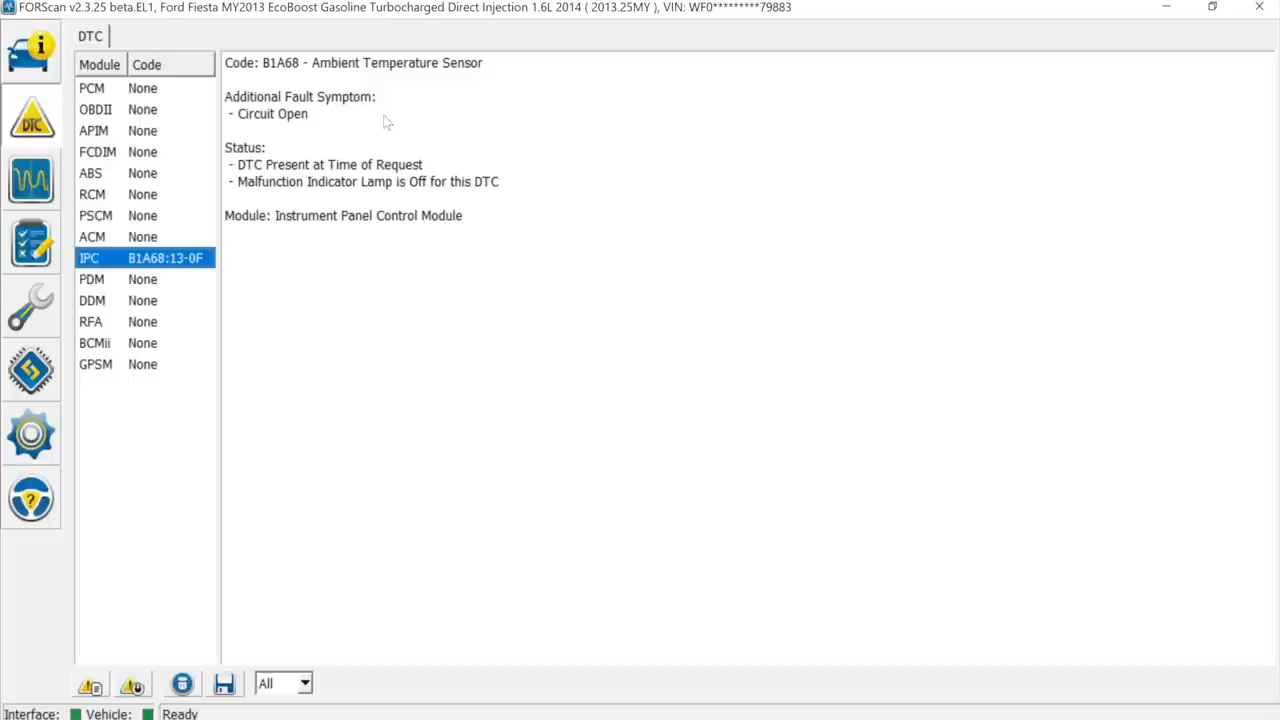 FORScan v2.3.25 beta.EL1, Ford Fiesta MY2013 EcoBoost Gasoline Turbocharged Direct Injection 1.6L 2014 ( 2013.25MY ), VIN: WF0*********79883
DTC
Module Code
PCM None
OBDII None
APIM None
FCDIM None
ABS None
RCM None
PSCM None
ACM None
IPC B1A68:13-0F
PDM None
DDM None
RFA None
BCMii None
GPSM None
Code: B1A68 - Ambient Temperature Sensor
Additional Fault Symptom:
- Circuit Open
Status:
- DTC Present at Time of Request
- Malfunction Indicator Lamp is Off for this DTC
Module: Instrument Panel Control Module
DTC
All
Interface: Vehicle: Ready